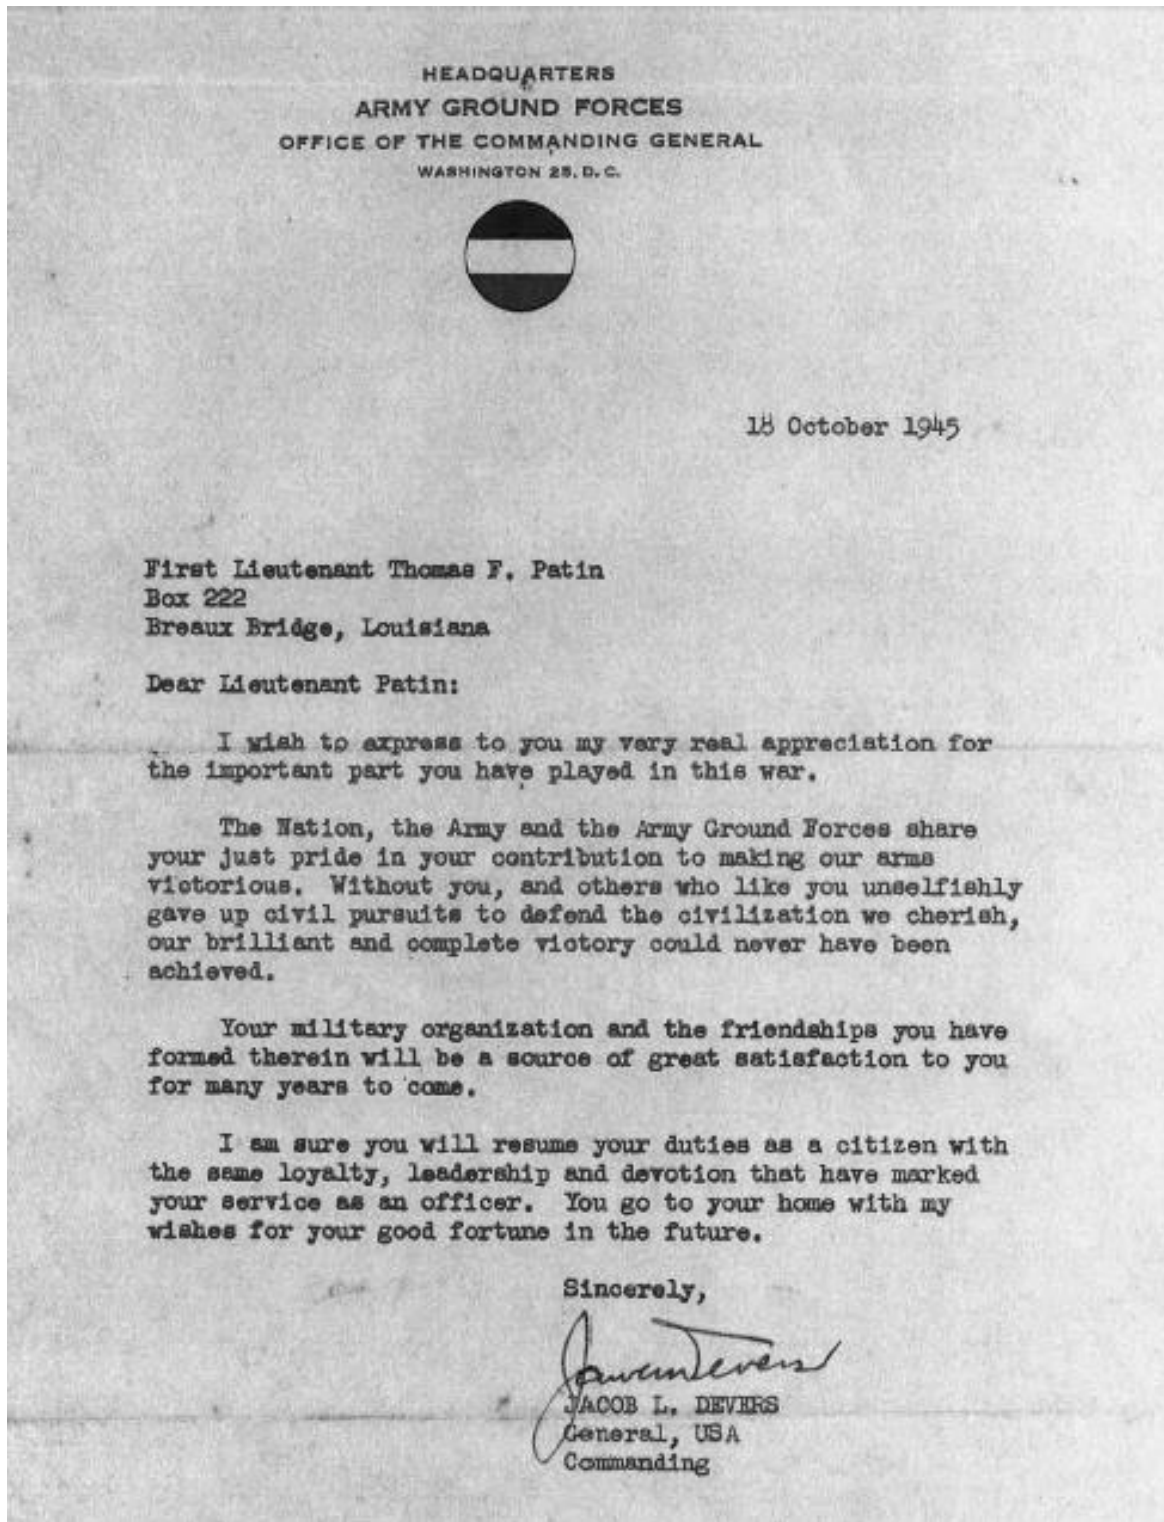 HEADQUARTERS
ARMY GROUND FORCES
OFFICE OF THE COMMANDING GENERAL
WASHINGTON 25, D. C.
18 October 1945
First Lieutenant Thomas F. Patin
Box 222
Breaux Bridge, Louisiana
Dear Lieutenant Patin:
I wish to express to you my very real appreciation for
the important part you have played in this war.
The Nation, the Army and the Army Ground Forces share
your just pride in your contribution to making our arms
victorious. Without you, and others who like you unselfishly
gave up civil pursuits to defend the civilization we cherish,
our brilliant and complete victory could never have been
achieved.
Your military organization and the friendships you have
formed therein will be a source of great satisfaction to you
for many years to come.
I am sure you will resume your duties as a citizen with
the same loyalty, leadership and devotion that have marked
your service as an officer. You go to your home with my
wishes for your good fortune in the future.
Sincerely,
JACOB L. DEVERS
General, USA
Commanding